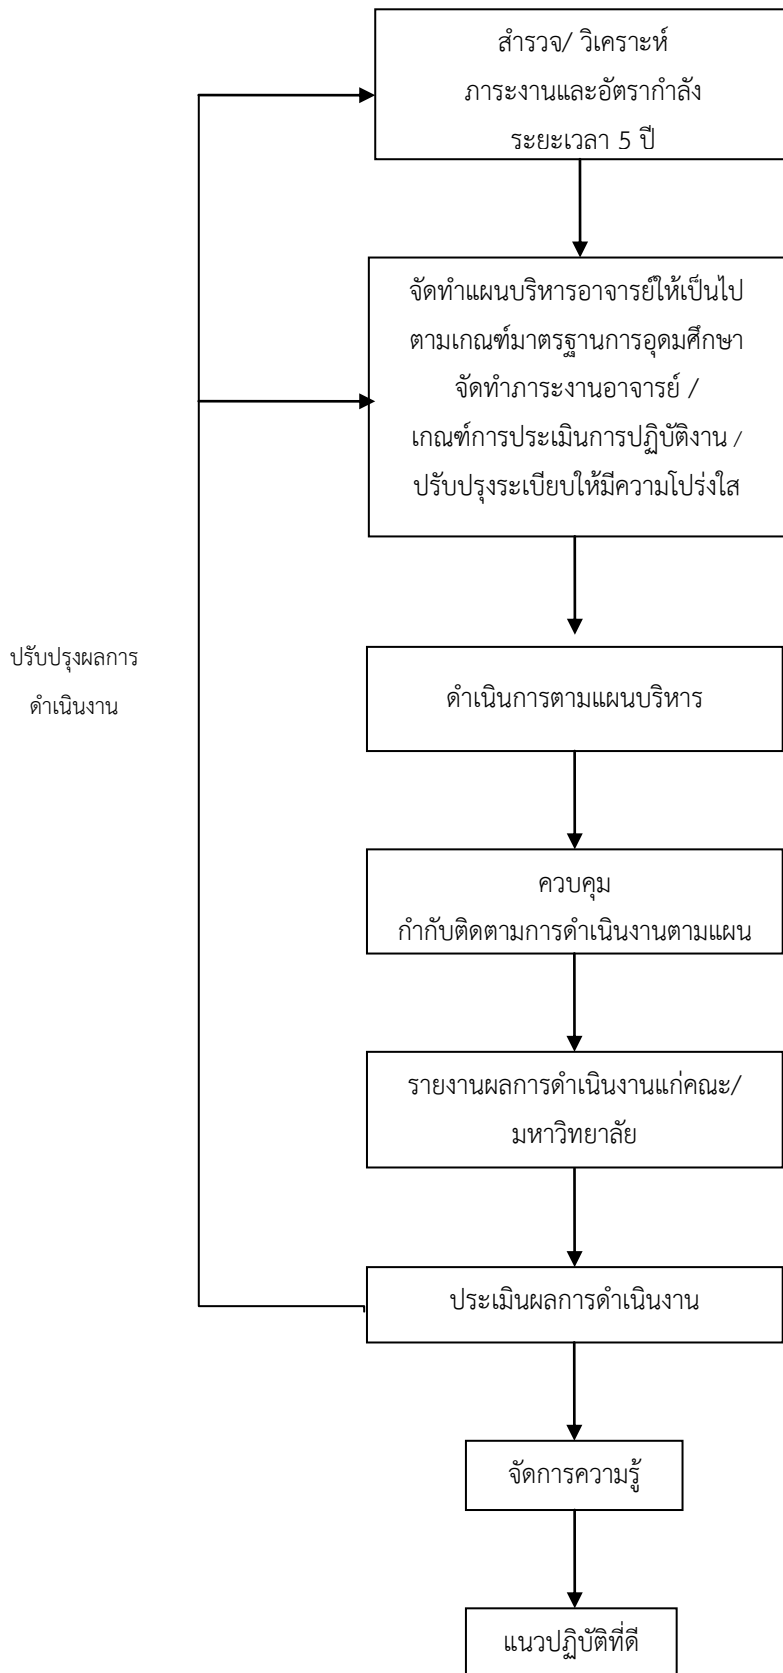 สำรวจ/ วิเคราะห์
ภาระงานและอัตรากำลัง
ระยะเวลา 5 ปี
จัดทำแผนบริหารอาจารย์ให้เป็นไป
ตามเกณฑ์มาตรฐานการอุดมศึกษา
จัดทำภาระงานอาจารย์ /
เกณฑ์การประเมินการปฏิบัติงาน /
ปรับปรุงระเบียบให้มีความโปร่งใส
ปรับปรุงผลการ
ดำเนินงาน
ดำเนินการตามแผนบริหาร
ควบคุม
กำกับติดตามการดำเนินงานตามแผน
รายงานผลการดำเนินงานแก่คณะ/
มหาวิทยาลัย
ประเมินผลการดำเนินงาน
จัดการความรู้
แนวปฏิบัติที่ดี